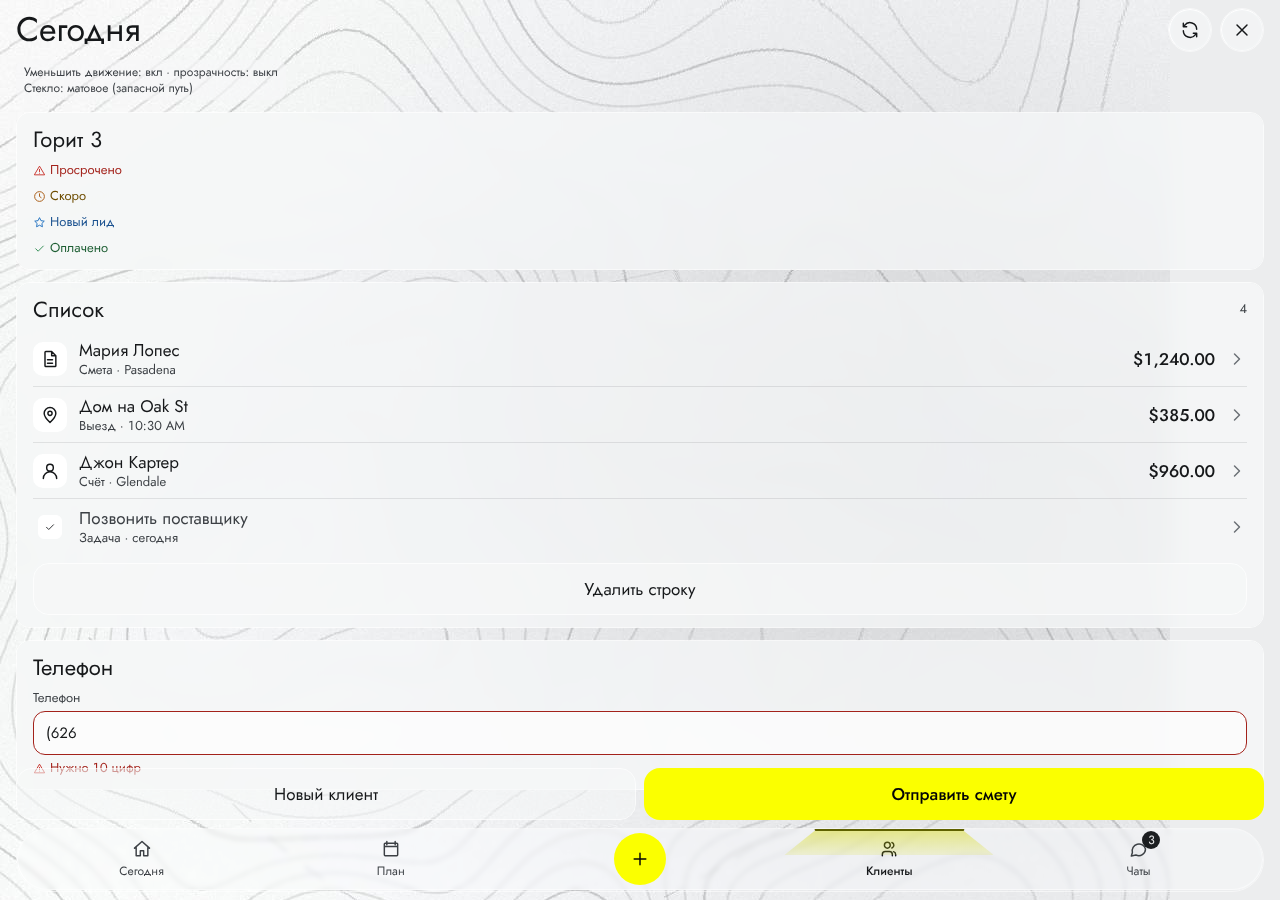 Сегодня
Уменьшить движение: вкл · прозрачность: выкл
Стекло: матовое (запасной путь)
Горит 3
Просрочено
Скоро
Новый лид
Оплачено
Список
4
Мария Лопес
Смета · Pasadena
$1,240.00
Дом на Oak St
Выезд · 10:30 AM
$385.00
Джон Картер
Счёт · Glendale
$960.00
Позвонить поставщику
Задача · сегодня
Удалить строку
Телефон
Телефон
(626
Нужно 10 цифр
Новый клиент
Отправить смету
Сегодня
План
Клиенты
3
Чаты